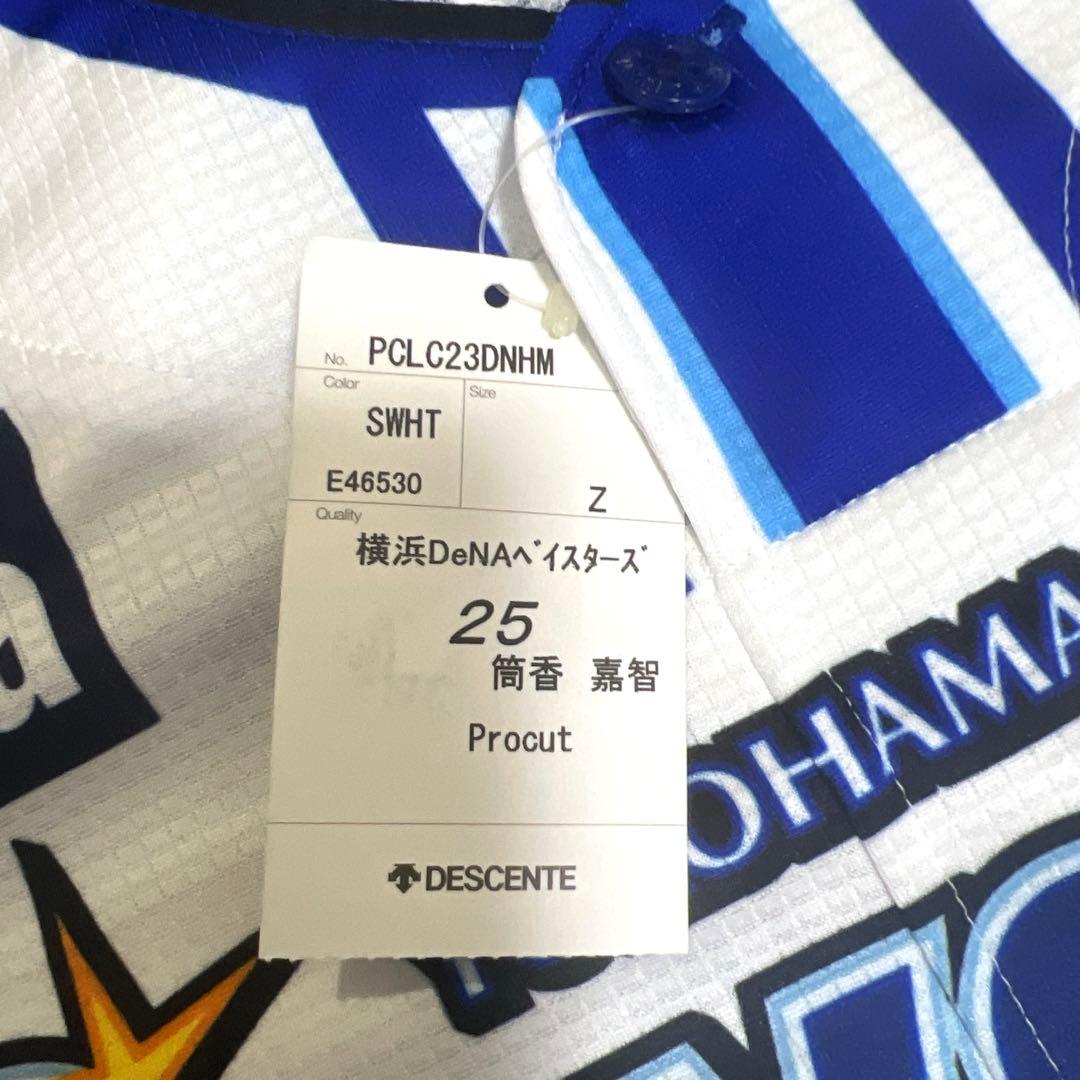 No. PCLC23DNHM
Color
SWHT
E46530
Size
Z
Quality
横浜DeNAﾍﾞｲｽﾀｰｽﾞ
25
筒香 嘉智
Procut
DESCENTE
OHAMA
a